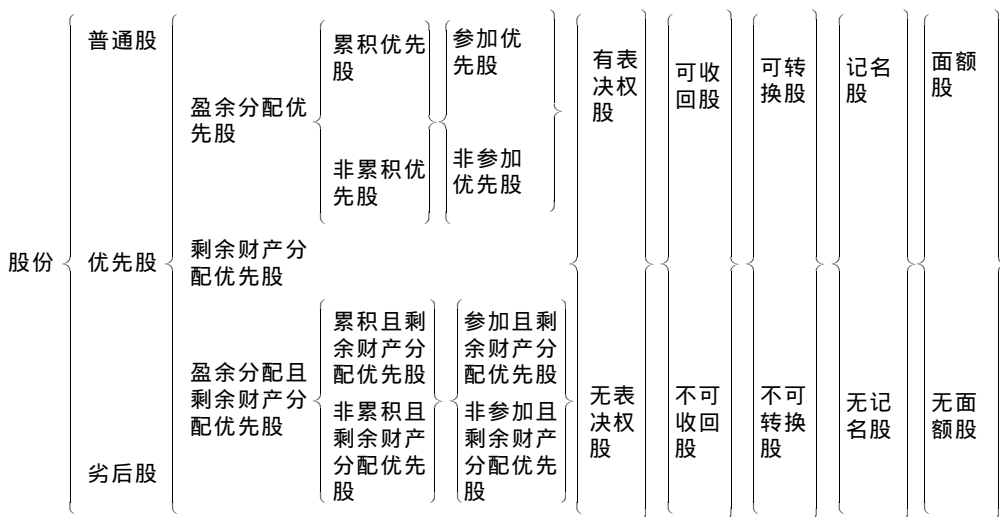 股份
普通股
优先股
劣后股
盈余分配优
先股
剩余财产分
配优先股
盈余分配且
剩余财产分
配优先股
累积优先
股
非累积优
先股
累积且剩
余财产分
配优先股
非累积且
剩余财产
分配优先
股
参加优
先股
非参加
优先股
参加且剩
余财产分
配优先股
非参加且
剩余财产
分配优先
股
有表
决权
股
无表
决权
股
可收
回股
不可
收回
股
可转
换股
不可
转换
股
记名
股
无记
名股
面额
股
无面
额股